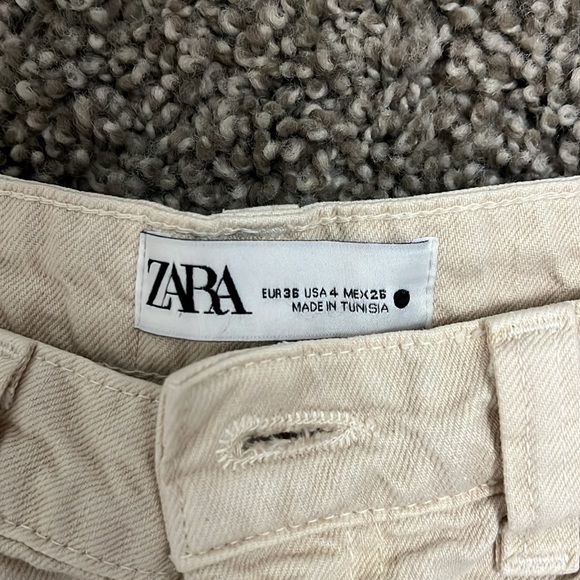 ZARA
EUR 36 USA 4 MEX 26
MADE IN TUNISIA